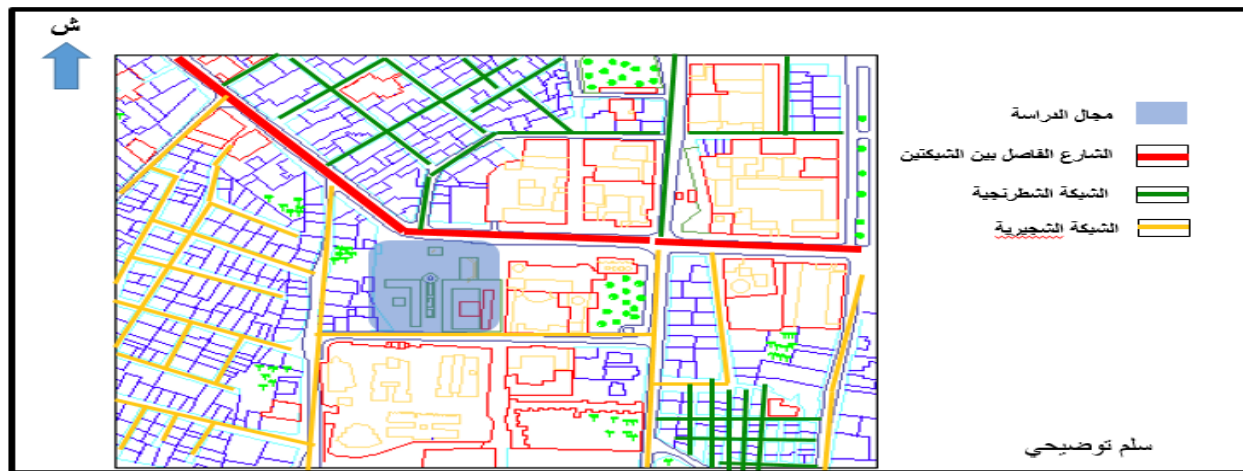 ش
مجال الدراسة
الشارع الفاصل بين الشبكتين
الشبكة الشطرنجية
الشبكة الشجيرية
سلم توضيحي